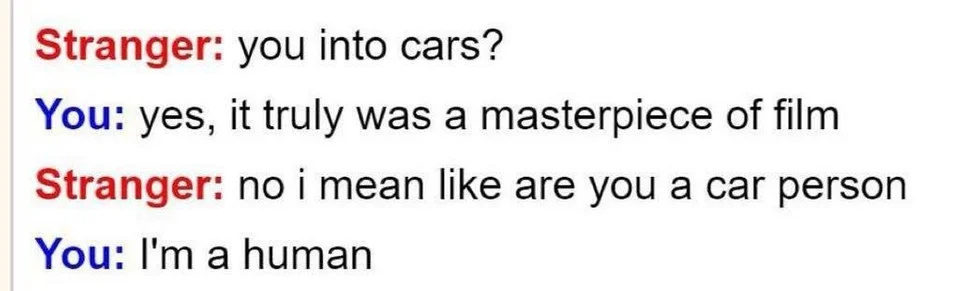 Stranger: you into cars?
You: yes, it truly was a masterpiece of film
Stranger: no i mean like are you a car person
You: I'm a human